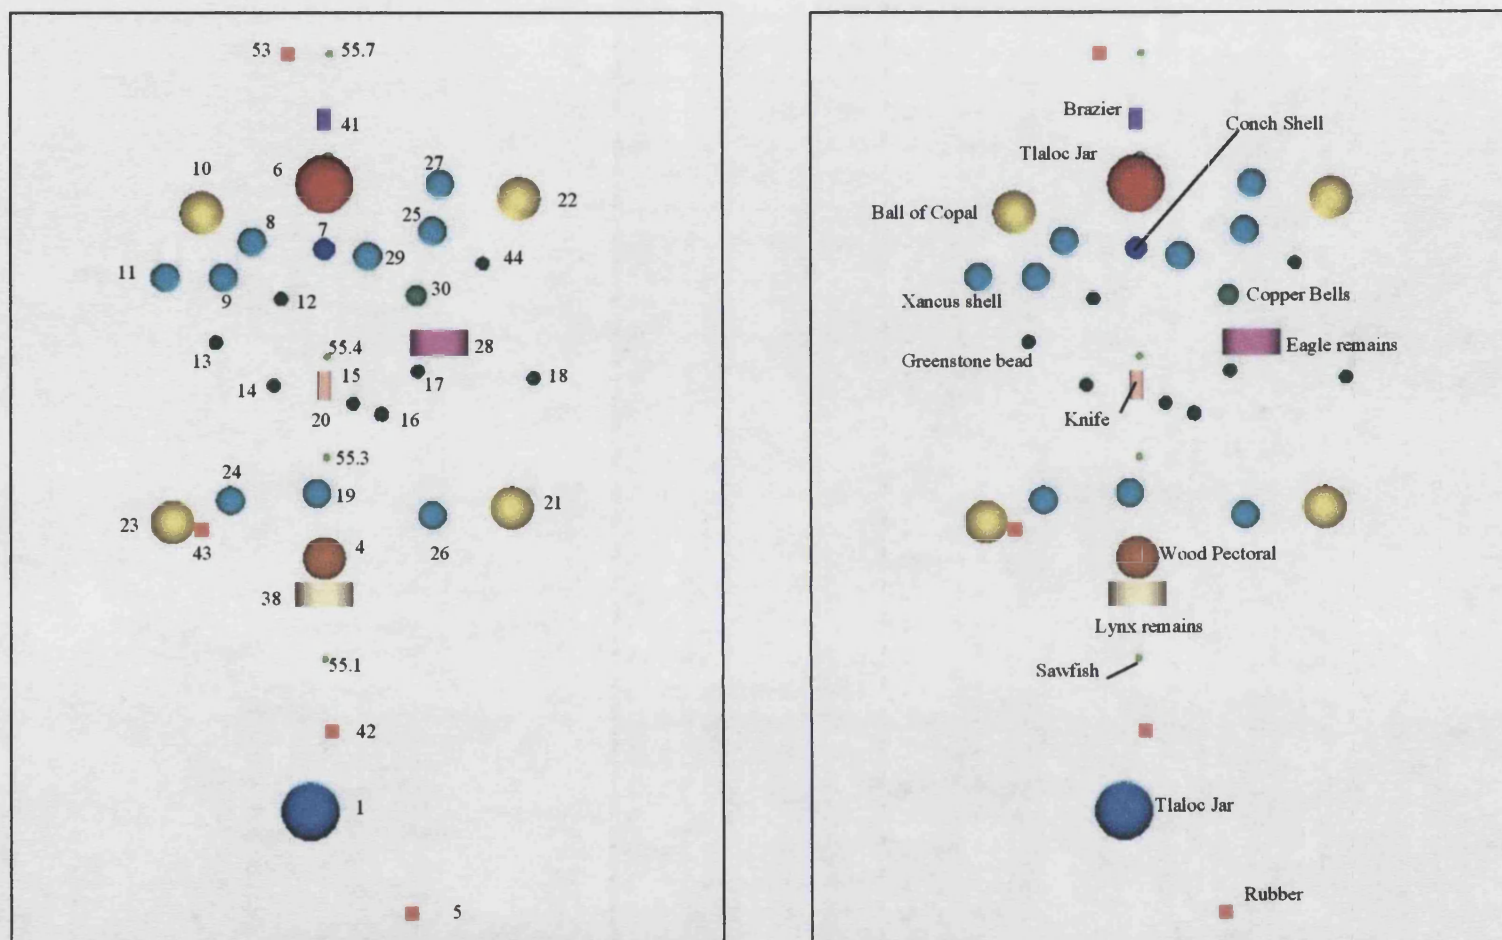 53
55.7
41
10
6
27
22
8
7
25
29
44
11
9
12
30
13
55.4
28
14
15
17
18
20
16
55.3
24
19
21
23
43
4
26
38
55.1
42
1
5
Brazier
Conch Shell
Tlaloc Jar
Ball of Copal
Xancus shell
Copper Bells
Greenstone bead
Eagle remains
Knife
Wood Pectoral
Lynx remains
Sawfish
Tlaloc Jar
Rubber